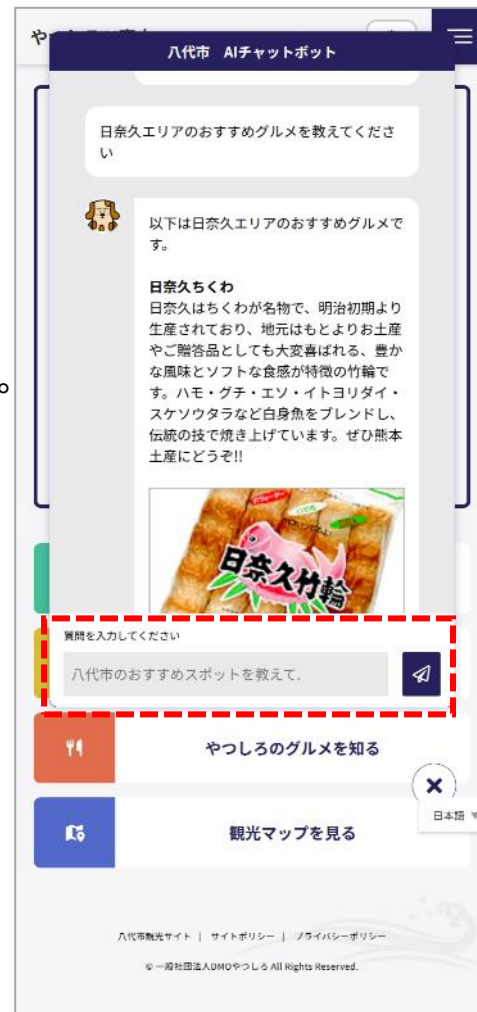 八代市 AIチャットボット
日奈久エリアのおすすめグルメを教えてくださ
い
以下は日奈久エリアのおすすめグルメで
す。
日奈久ちくわ
日奈久はちくわが名物で、明治初期より
生産されており、地元はもとよりお土産
やご贈答品としても大変喜ばれる、豊か
な風味とソフトな食感が特徴の竹輪で
す。ハモ・グチ・エソ・イトヨリダイ・
スケソウタラなど白身魚をブレンドし、
伝統の技で焼き上げています。ぜひ熊本
土産にどうぞ!!
日奈久竹輪
質問を入力してください
八代市のおすすめスポットを教えて.
やつしろのグルメを知る
日本語
観光マップを見る
八代市観光サイト | サイトポリシー | プライバシーポリシー
© 一般社団法人DMOやつしろ All Rights Reserved.